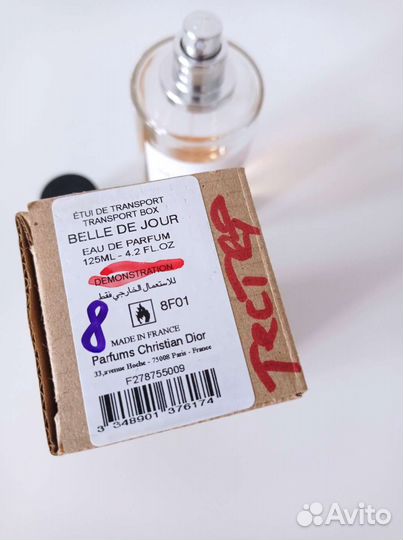 ÉTUI DE TRANSPORT
TRANSPORT BOX
BELLE DE JOUR
EAU DE PARFUM
125ML - 4.2 FL.OZ
DEMONSTRATION
للاستعمال الخارجي فقط
8
8F01
MADE IN FRANCE
Parfums Christian Dior
33, avenue Hoche - 75008 Paris - France
F278755009
3 348901 376174
ТЕСТЕР
Avito